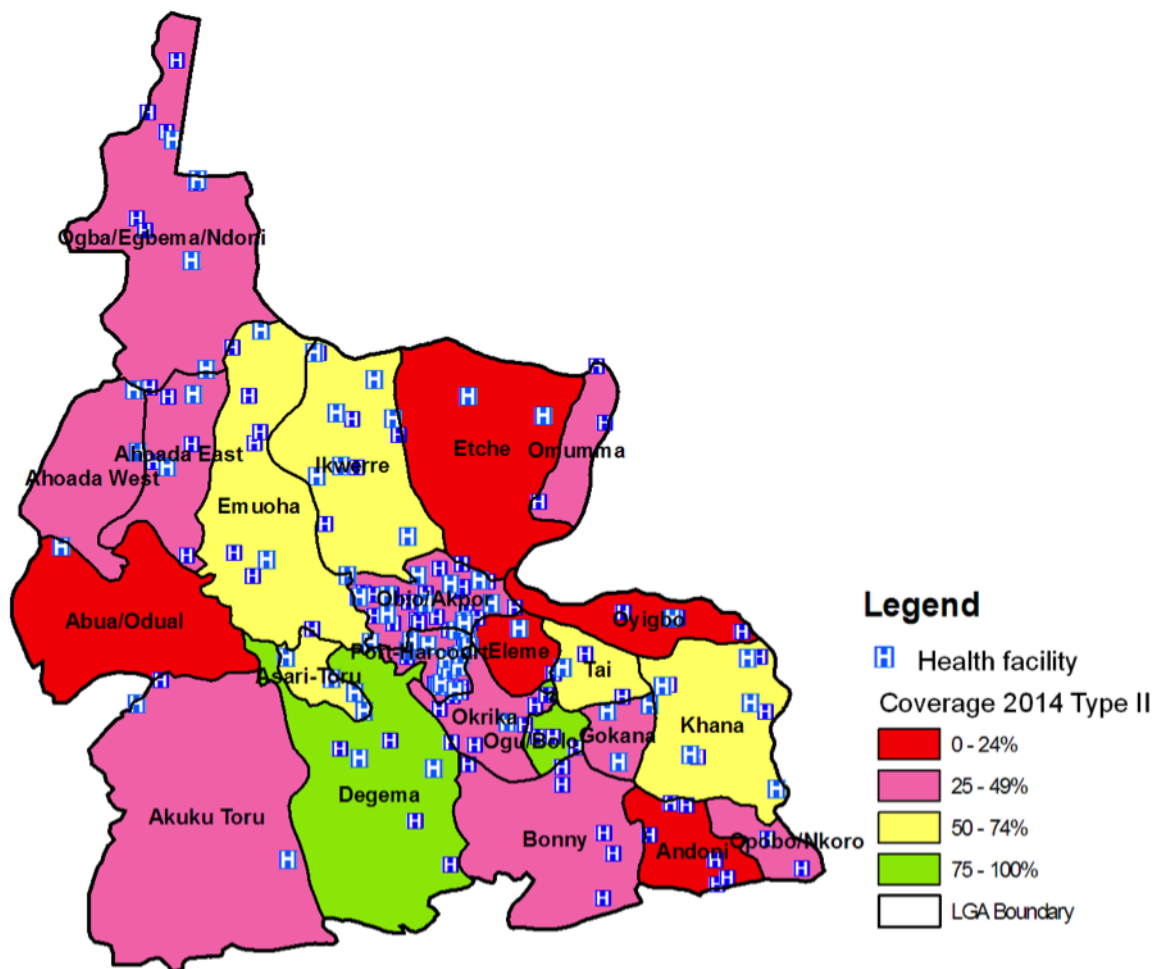 Ogba/Egbema/Ndoni
Etche
Omumma
Ahoada East
Ikwerre
Ahoada West
Emuoha
Obio/Akpor
Abua/Odual
Oyigbo
Port-Harcourt
Eleme
Tai
Asari-Toru
Okrika
Khana
Ogu/Bolo
Gokana
Degema
Akuku Toru
Bonny
Andoni
Opobo/Nkoro
Legend
H Health facility
Coverage 2014 Type II
0 - 24%
25 - 49%
50 - 74%
75 - 100%
LGA Boundary